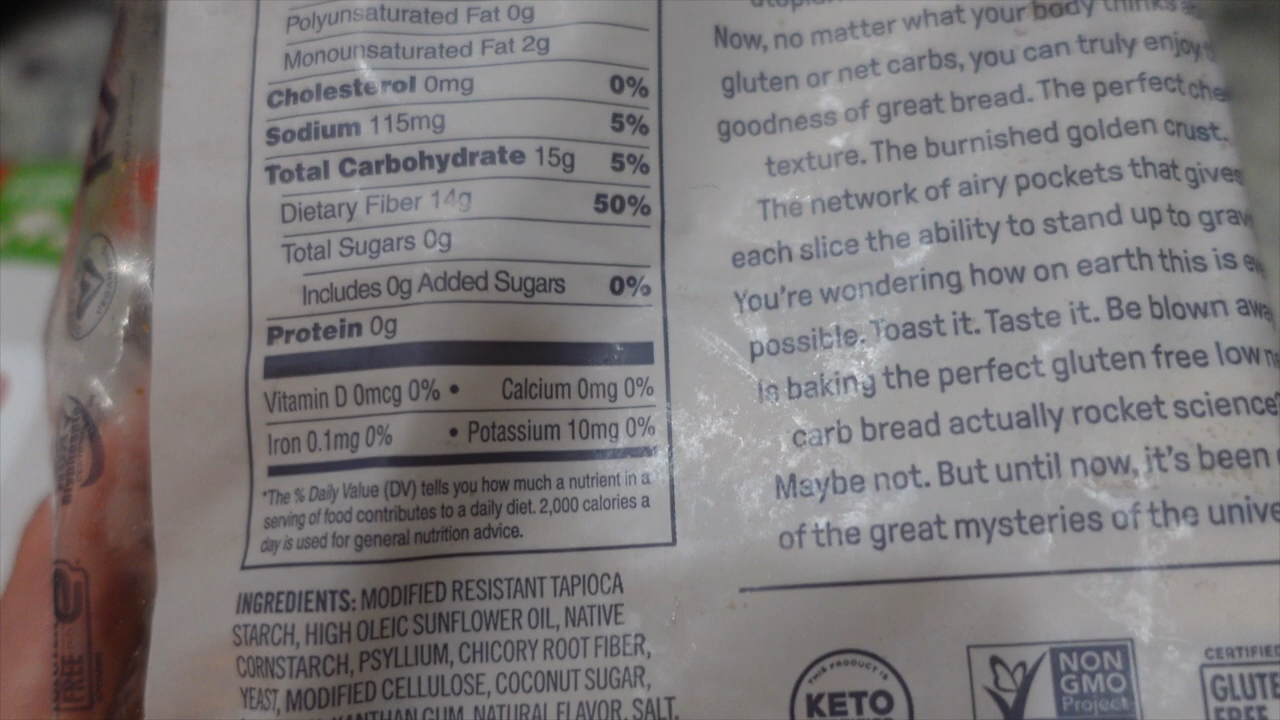 Polyunsaturated Fat 0g
Monounsaturated Fat 2g
Cholesterol 0mg 0%
Sodium 115mg 5%
Total Carbohydrate 15g 5%
Dietary Fiber 14g 50%
Total Sugars 0g
Includes 0g Added Sugars 0%
Protein 0g
Vitamin D 0mcg 0% • Calcium 0mg 0%
Iron 0.1mg 0% • Potassium 10mg 0%
*The % Daily Value (DV) tells you how much a nutrient in a
serving of food contributes to a daily diet. 2,000 calories a
day is used for general nutrition advice.
INGREDIENTS: MODIFIED RESISTANT TAPIOCA
STARCH, HIGH OLEIC SUNFLOWER OIL, NATIVE
CORNSTARCH, PSYLLIUM, CHICORY ROOT FIBER,
YEAST, MODIFIED CELLULOSE, COCONUT SUGAR,
GUM, NATURAL FLAVOR, SALT,
Now, no matter what your body thinks
gluten or net carbs, you can truly enjoy
goodness of great bread. The perfect
texture. The burnished golden crust.
The network of airy pockets that gives
each slice the ability to stand up to
You're wondering how on earth this is
possible. Toast it. Taste it. Be blown
Is baking the perfect gluten free low
carb bread actually rocket science?
Maybe not. But until now, it's been
of the great mysteries of the
THIS PRODUCT IS
KETO
NON
GMO
Project
CERTIFIED
FREE